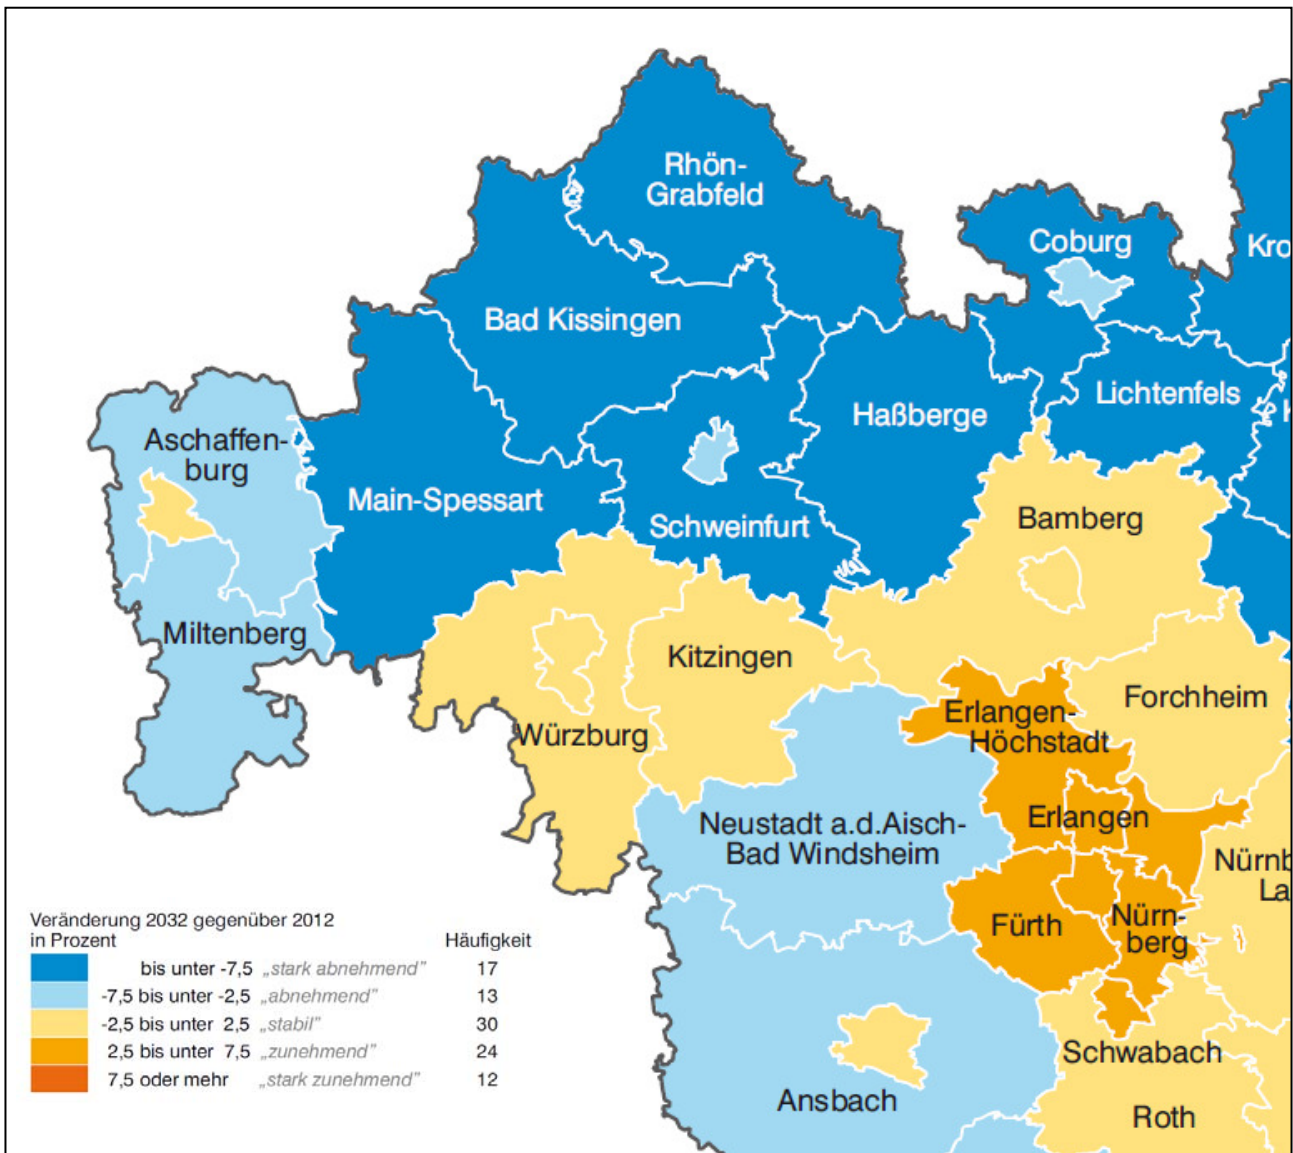 Rhön-
Grabfeld
Coburg
Kro
Bad Kissingen
Lichtenfels
Haßberge
K
Aschaffen-
burg
Main-Spessart
Schweinfurt
Bamberg
Miltenberg
Kitzingen
Forchheim
Erlangen-
Höchstadt
Würzburg
Neustadt a.d.Aisch-
Bad Windsheim
Erlangen
Nürnb
La
Fürth
Nürn-
berg
Schwabach
Ansbach
Roth
Veränderung 2032 gegenüber 2012
in Prozent Häufigkeit
bis unter -7,5 „stark abnehmend” 17
-7,5 bis unter -2,5 „abnehmend” 13
-2,5 bis unter 2,5 „stabil” 30
2,5 bis unter 7,5 „zunehmend” 24
7,5 oder mehr „stark zunehmend” 12